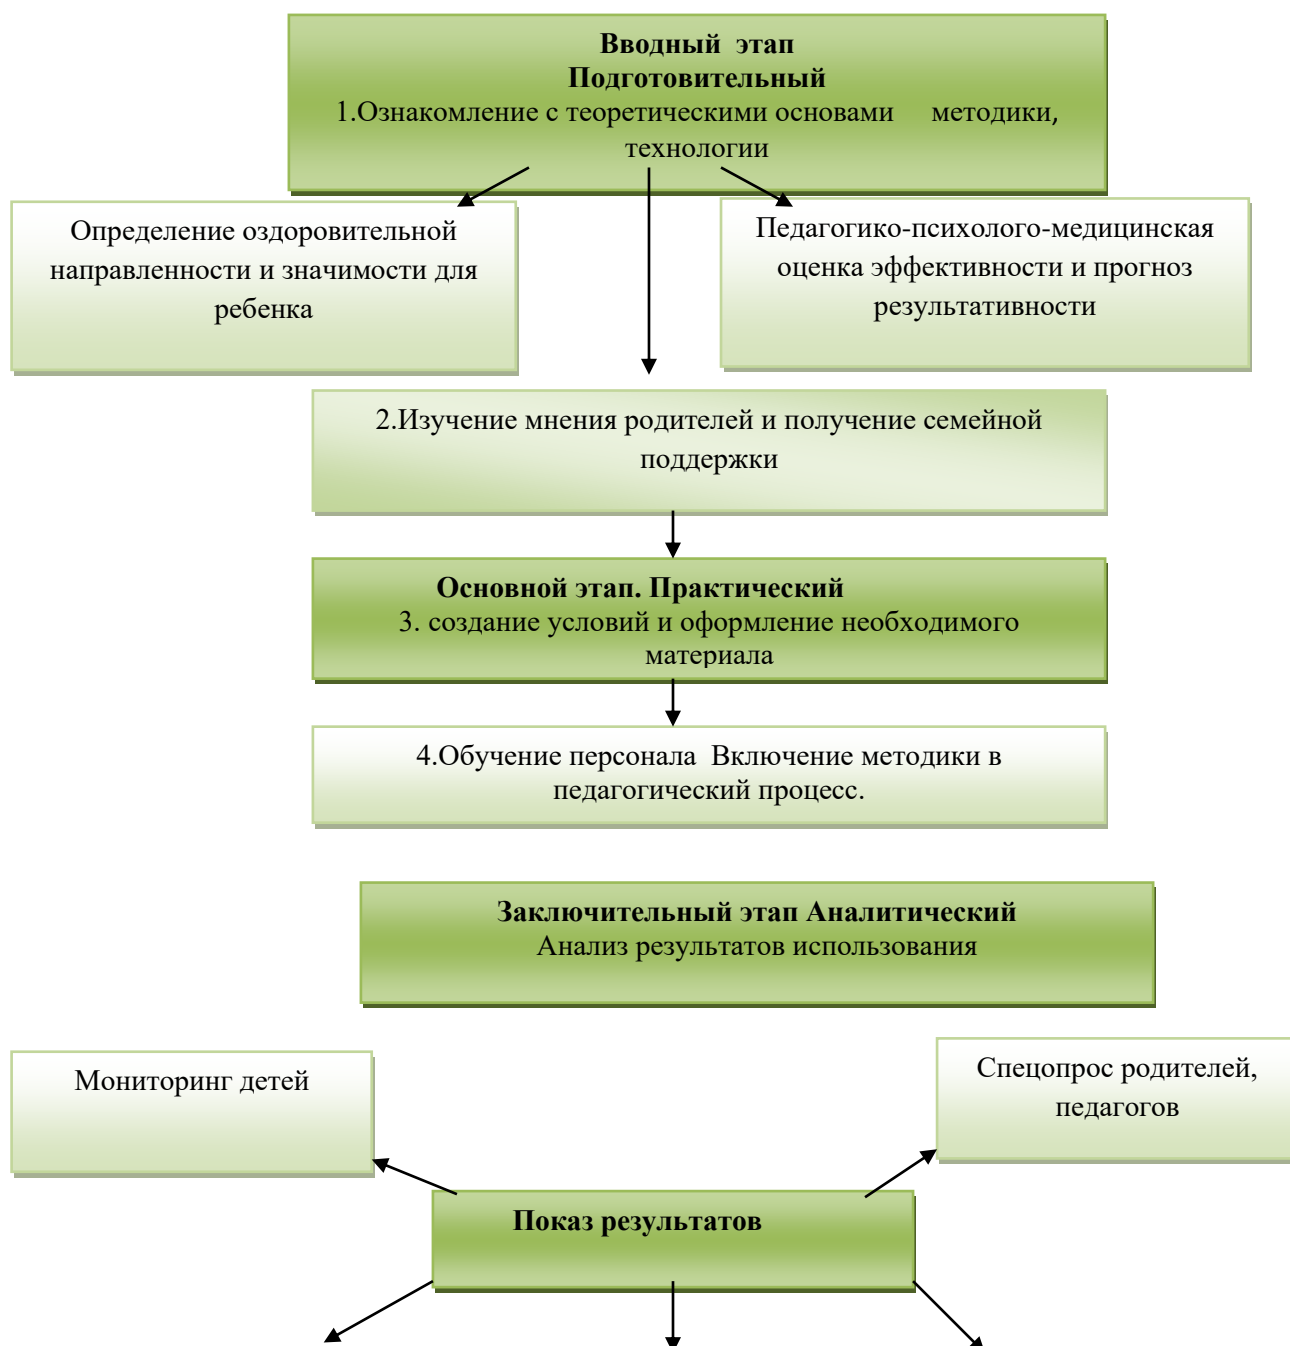 Вводный этап
Подготовительный
1.Ознакомление с теоретическими основами методики,
технологии
Определение оздоровительной
направленности и значимости для
ребенка
Педагогико-психолого-медицинская
оценка эффективности и прогноз
результативности
2.Изучение мнения родителей и получение семейной
поддержки
Основной этап. Практический
3. создание условий и оформление необходимого
материала
4.Обучение персонала Включение методики в
педагогический процесс.
Заключительный этап Аналитический
Анализ результатов использования
Мониторинг детей
Спецопрос родителей,
педагогов
Показ результатов